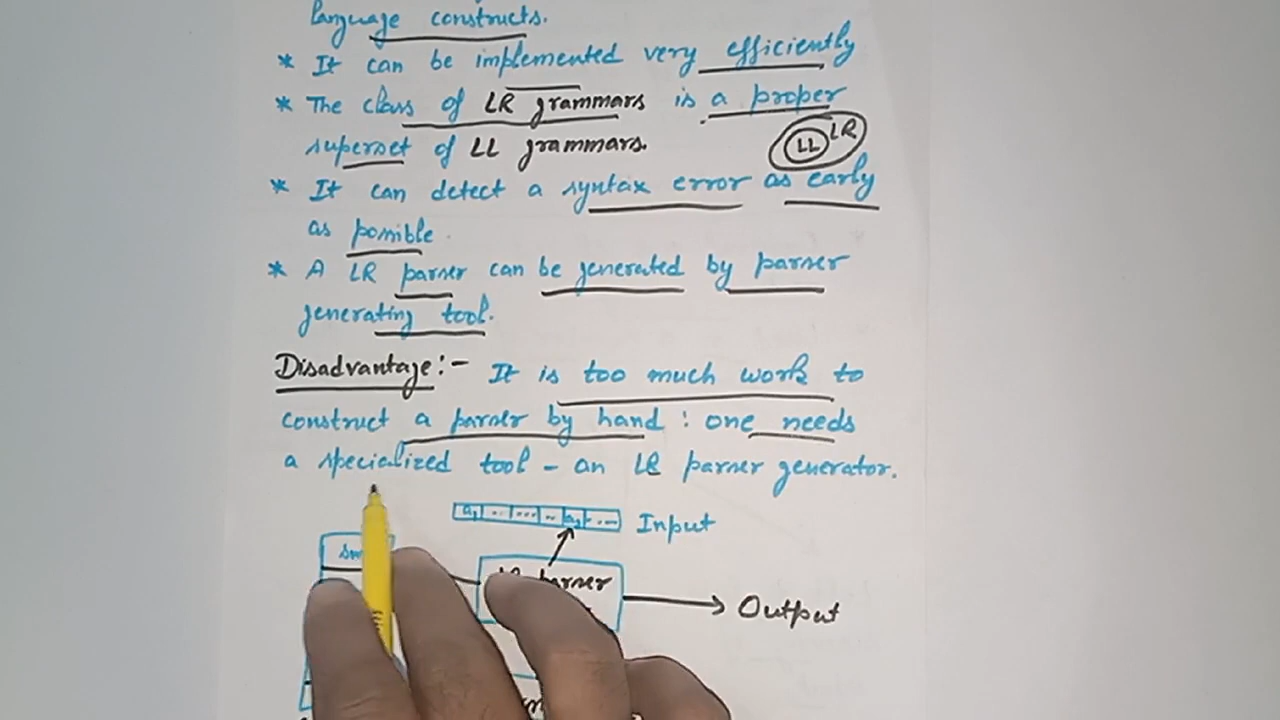 language constructs.
* It can be implemented very efficiently
* The class of LR grammars is a proper
superset of LL grammars.
LL LR
* It can detect a syntax error as early
as possible.
* A LR parser can be generated by parser
generating tool.
Disadvantage:- It is too much work to
construct a parser by hand: one needs
a specialized tool - an LR parser generator.
a1 .. ... .. ....
Input
parser
Output